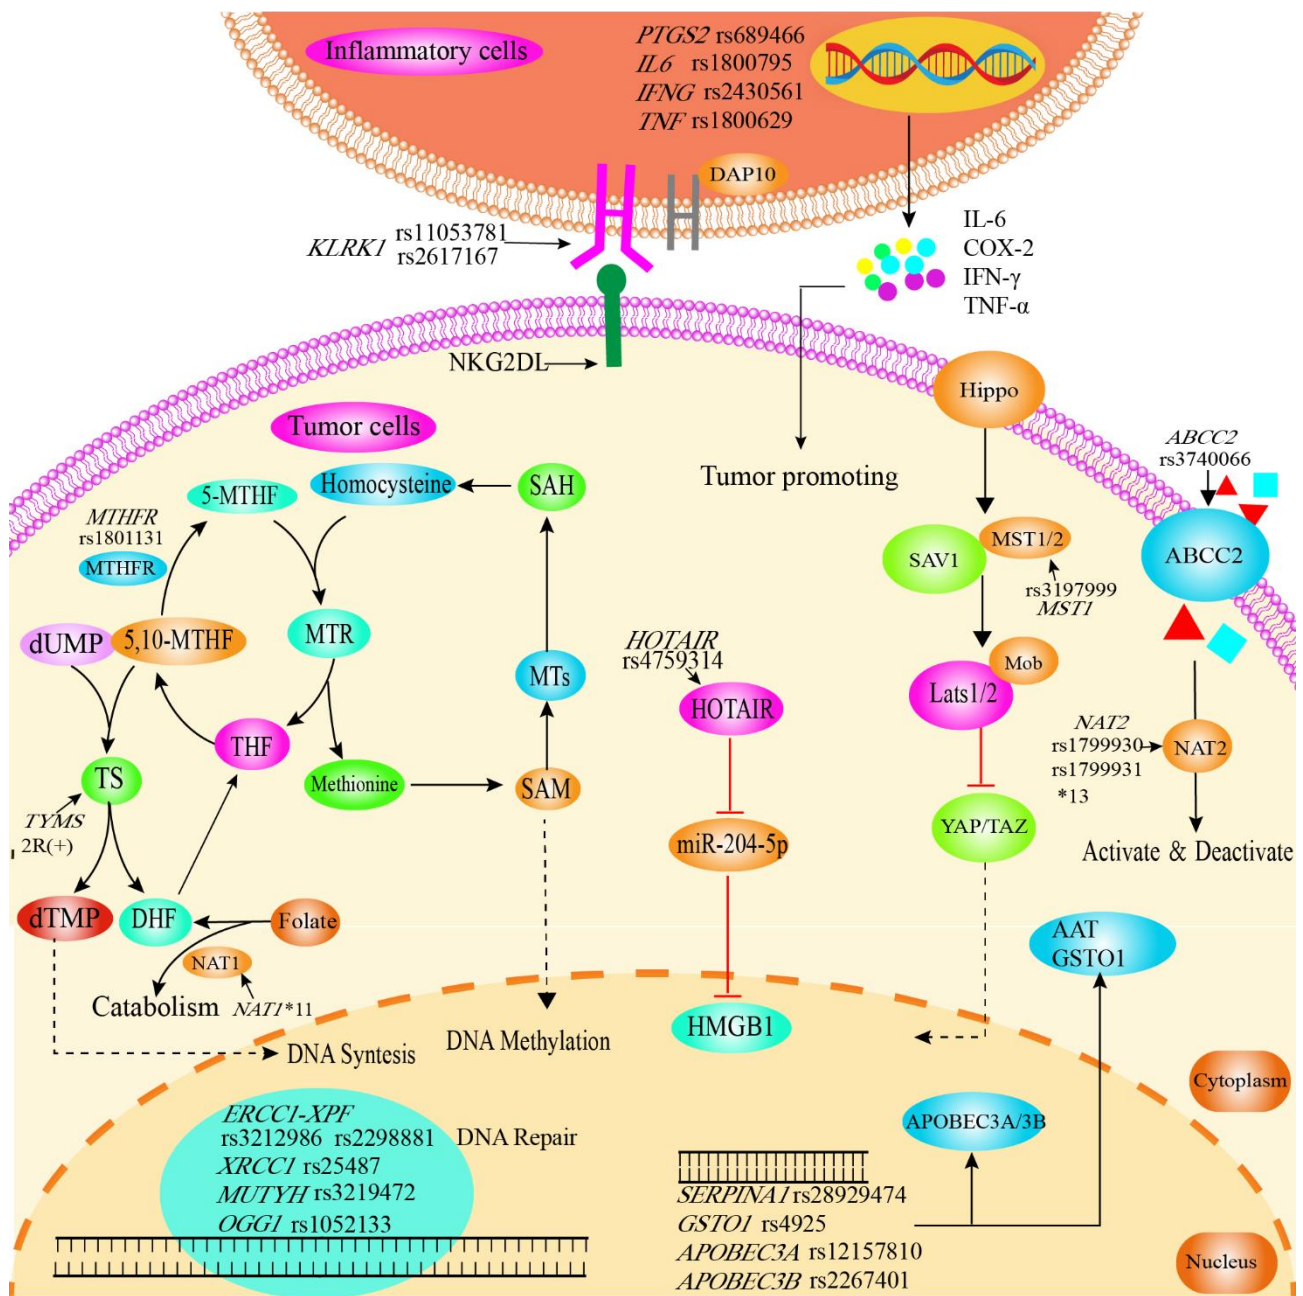 Inflammatory cells
PTGS2 rs689466
IL6 rs1800795
IFNG rs2430561
TNF rs1800629
DAP10
IL-6
COX-2
IFN-γ
TNF-α
KLRK1
rs11053781
rs2617167
NKG2DL
Hippo
Tumor cells
Tumor promoting
ABCC2
rs3740066
ABCC2
5-MTHF
Homocysteine
SAH
MTHFR
rs1801131
MTHFR
SAV1
MST1/2
rs3197999
MST1
dUMP
5,10-MTHF
MTR
MTs
HOTAIR
rs4759314
HOTAIR
Mob
Lats1/2
THF
TS
Methionine
SAM
NAT2
rs1799930
rs1799931
*13
NAT2
TYMS
2R(+)
miR-204-5p
YAP/TAZ
Activate & Deactivate
dTMP
DHF
Folate
NAT1
Catabolism
NAT1*11
AAT
GSTO1
DNA Syntesis
DNA Methylation
HMGB1
Cytoplasm
ERCC1-XPF
rs3212986 rs2298881
DNA Repair
XRCC1 rs25487
MUTYH rs3219472
OGG1 rs1052133
APOBEC3A/3B
SERPINA1 rs28929474
GSTO1 rs4925
APOBEC3A rs12157810
APOBEC3B rs2267401
Nucleus